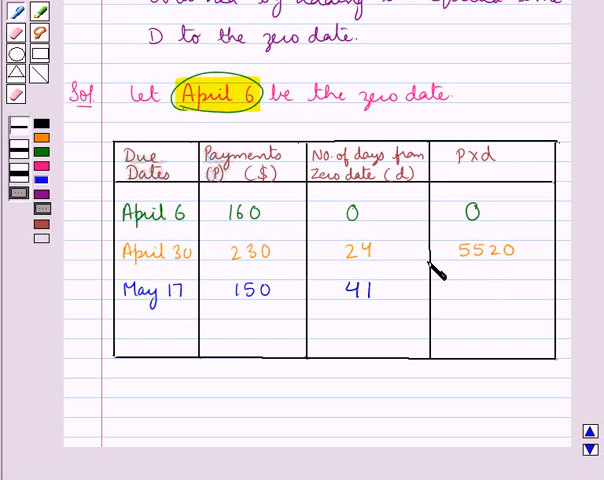 D to the zero date.
Sol. Let April 6 be the zero date.
Due Dates Payments (P) ($) No. of days from Zero date (d) P×d
April 6 160 0 0
April 30 230 24 5520
May 17 150 41